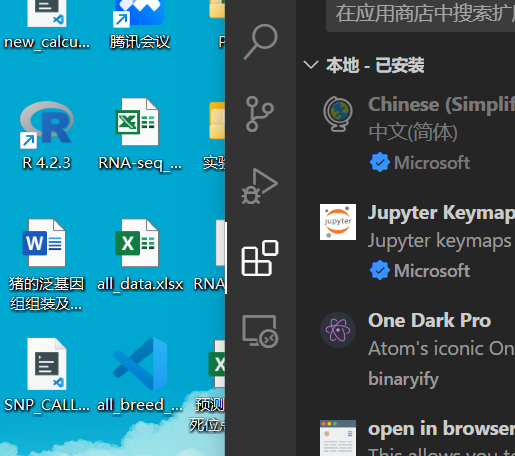 new_calcu...
腾讯会议
R 4.2.3
RNA-seq_...
实验
猪的泛基因
组组装及...
all_data.xlsx
RNA
SNP_CALL...
all_breed_...
预测
死位点
在应用商店中搜索扩
本地 - 已安装
Chinese (Simplif
中文(简体)
Microsoft
Jupyter Keymap
Jupyter keymaps
Microsoft
One Dark Pro
Atom's iconic On
binaryify
open in browser
This allows you to